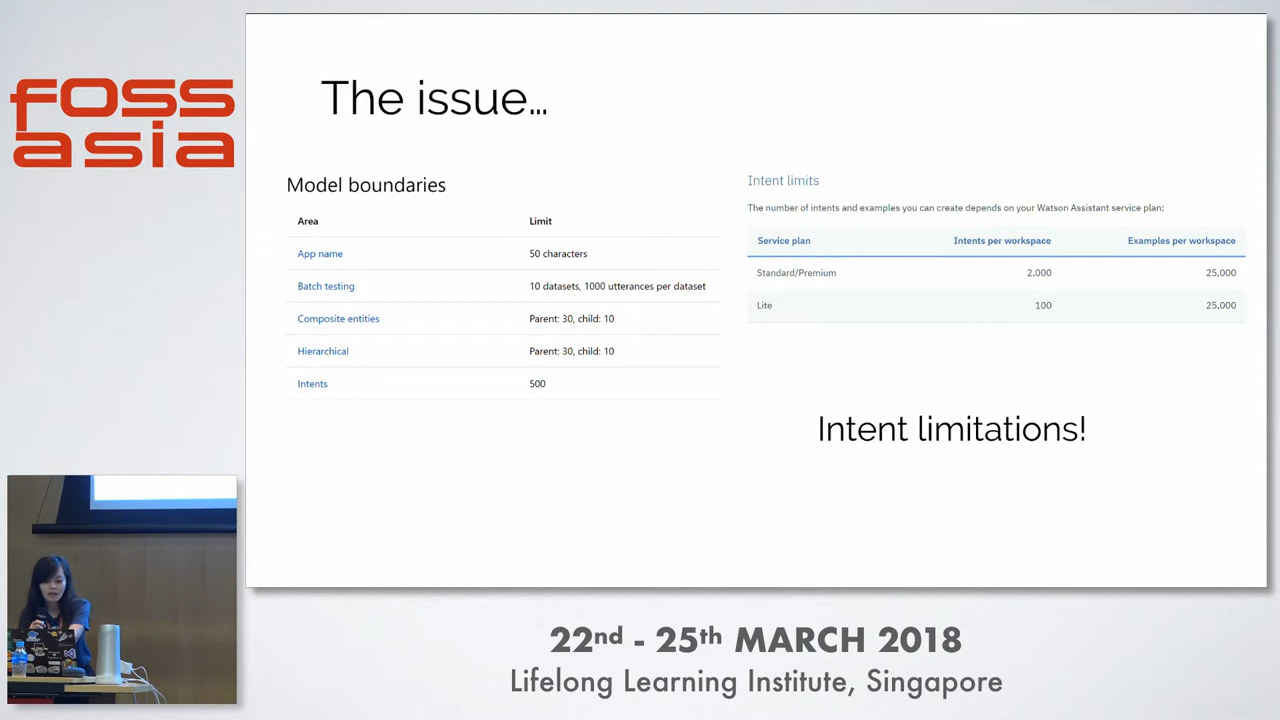 foss
asia
The issue...
Model boundaries
Area Limit
App name 50 characters
Batch testing 10 datasets, 1000 utterances per dataset
Composite entities Parent: 30, child: 10
Hierarchical Parent: 30, child: 10
Intents 500
Intent limits
The number of intents and examples you can create depends on your Watson Assistant service plan:
Service plan Intents per workspace Examples per workspace
Standard/Premium 2,000 25,000
Lite 100 25,000
Intent limitations!
22nd - 25th MARCH 2018
Lifelong Learning Institute, Singapore